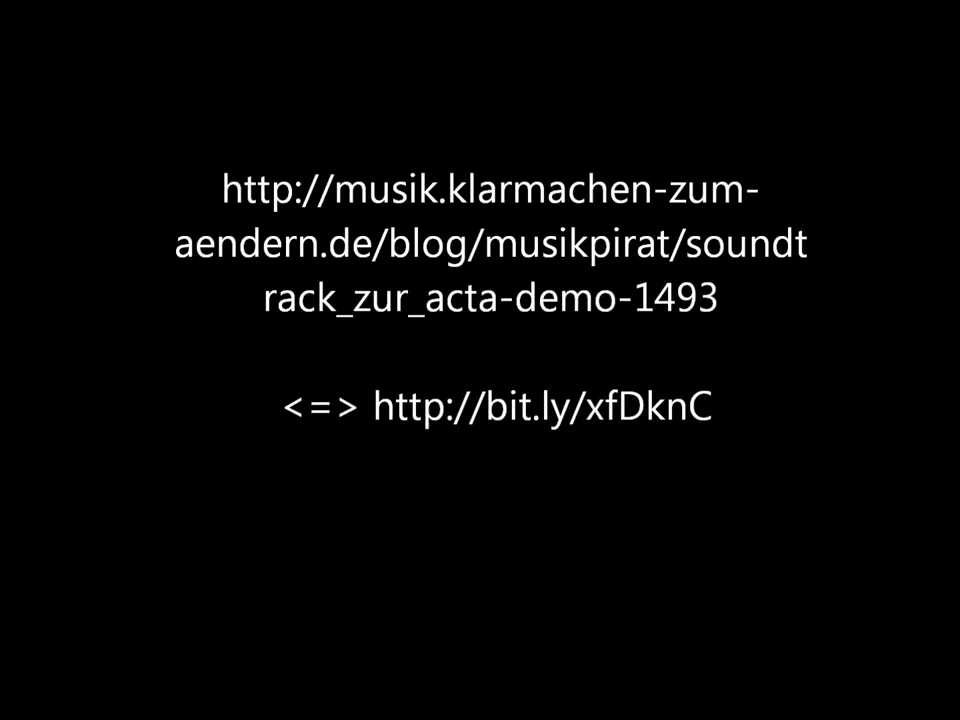 http://musik.klarmachen-zum-
aendern.de/blog/musikpirat/soundt
rack_zur_acta-demo-1493
<=> http://bit.ly/xfDknC